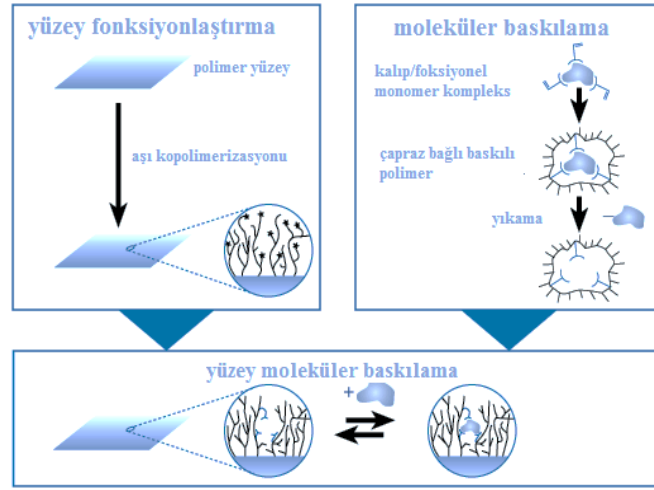 yüzey fonksiyonlaştırma
polimer yüzey
aşı kopolimerizasyonu
moleküler baskılama
kalıp/foksiyonel
monomer kompleks
çapraz bağlı baskılı
polimer
yıkama
yüzey moleküler baskılama
+